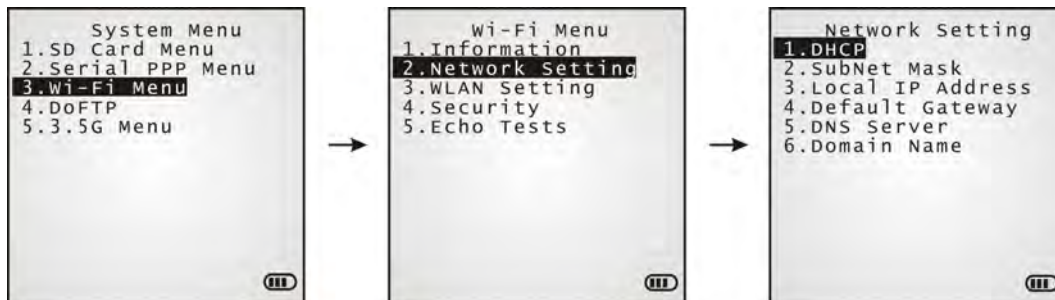 System Menu
1.SD Card Menu
2.Serial PPP Menu
3.Wi-Fi Menu
4.DoFTP
5.3.5G Menu
Wi-Fi Menu
1.Information
2.Network Setting
3.WLAN Setting
4.Security
5.Echo Tests
Network Setting
1.DHCP
2.SubNet Mask
3.Local IP Address
4.Default Gateway
5.DNS Server
6.Domain Name